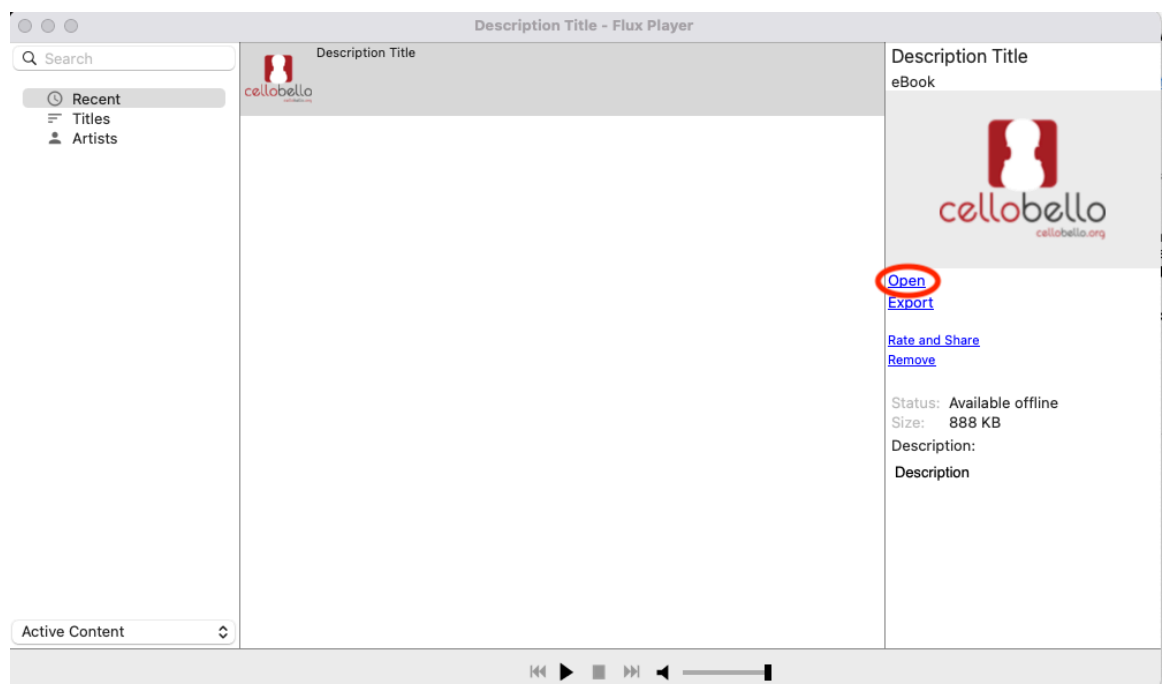 Description Title - Flux Player
Search
Recent
Titles
Artists
Active Content
Description Title
cellobello
Description Title
eBook
cellobello
cellobello.org
Open
Export
Rate and Share
Remove
Status: Available offline
Size: 888 KB
Description:
Description